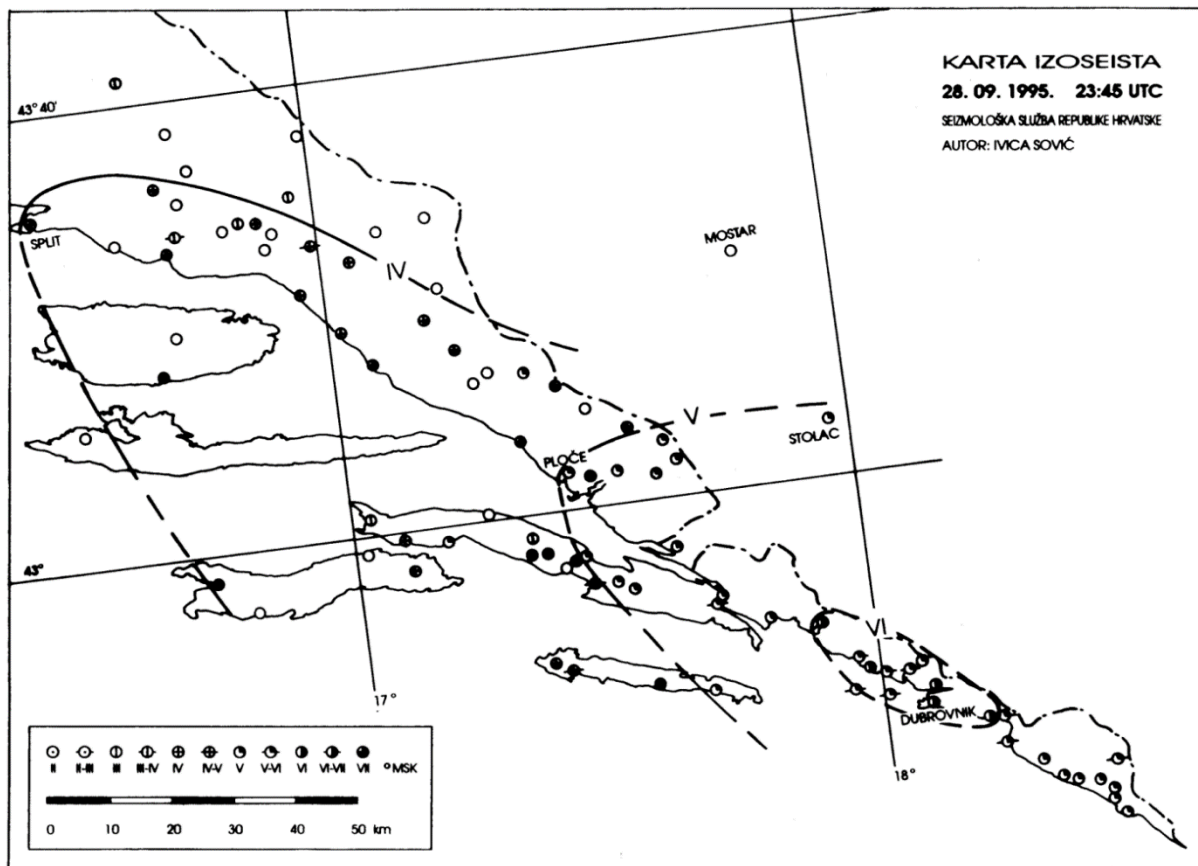 KARTA IZOSEISTA
28. 09. 1995. 23:45 UTC
SEIZMOLOŠKA SLUŽBA REPUBLIKE HRVATSKE
AUTOR: IVICA SOVIĆ
43° 40'
SPLIT
MOSTAR
IV
V
STOLAC
PLOČE
43°
VI
17°
DUBROVNIK
18°
II II-III III III-IV IV IV-V V V-VI VI VI-VII VII °MSK
0 10 20 30 40 50 km